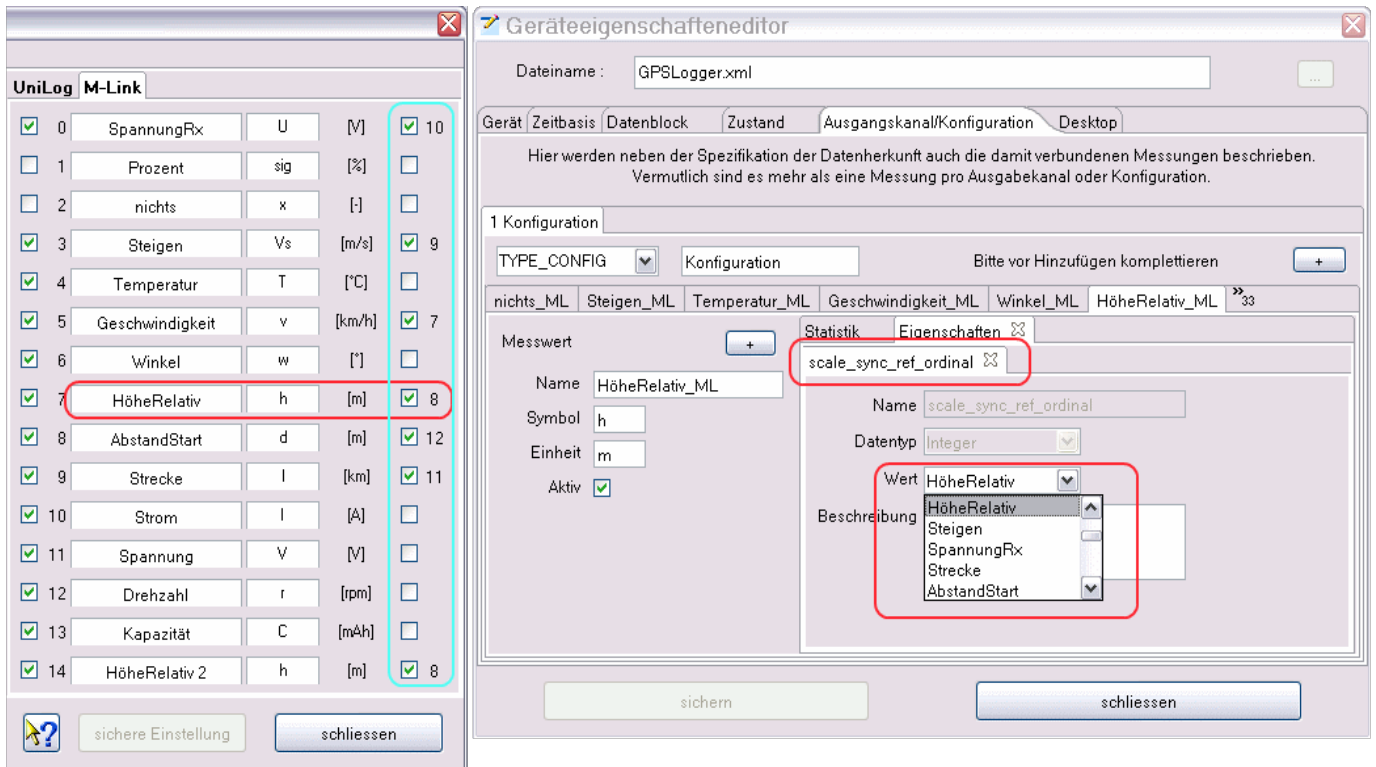 UniLog M-Link
0 SpannungRx U [V] 10
1 Prozent sig [%]
2 nichts x [-]
3 Steigen Vs [m/s] 9
4 Temperatur T [°C]
5 Geschwindigkeit v [km/h] 7
6 Winkel w [°]
7 HöheRelativ h [m] 8
8 AbstandStart d [m] 12
9 Strecke l [km] 11
10 Strom I [A]
11 Spannung V [V]
12 Drehzahl r [rpm]
13 Kapazität C [mAh]
14 HöheRelativ 2 h [m] 8
? sichere Einstellung schliessen
Geräteeigenschafteneditor
Dateiname : GPSLogger.xml ...
Gerät Zeitbasis Datenblock Zustand Ausgangskanal/Konfiguration Desktop
Hier werden neben der Spezifikation der Datenherkunft auch die damit verbundenen Messungen beschrieben.
Vermutlich sind es mehr als eine Messung pro Ausgabekanal oder Konfiguration.
1 Konfiguration
TYPE_CONFIG Konfiguration Bitte vor Hinzufügen komplettieren +
nichts_ML Steigen_ML Temperatur_ML Geschwindigkeit_ML Winkel_ML HöheRelativ_ML »33
Messwert +
Name HöheRelativ_ML
Symbol h
Einheit m
Aktiv
Statistik Eigenschaften
scale_sync_ref_ordinal
Name scale_sync_ref_ordinal
Datentyp Integer
Wert HöheRelativ
Beschreibung
HöheRelativ
Steigen
SpannungRx
Strecke
AbstandStart
sichern schliessen